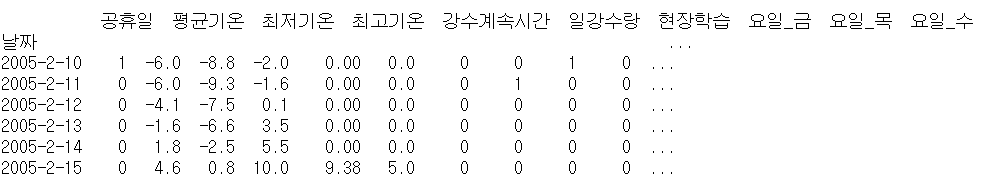 공휴일 평균기온 최저기온 최고기온 강수계속시간 일강수량 현장학습 요일_금 요일_목 요일_수
날짜 ...
2005-2-10 1 -6.0 -8.8 -2.0 0.00 0.0 0 0 1 0 ...
2005-2-11 0 -6.0 -9.3 -1.6 0.00 0.0 0 1 0 0 ...
2005-2-12 0 -4.1 -7.5 0.1 0.00 0.0 0 0 0 0 ...
2005-2-13 0 -1.6 -6.6 3.5 0.00 0.0 0 0 0 0 ...
2005-2-14 0 1.8 -2.5 5.5 0.00 0.0 0 0 0 0 ...
2005-2-15 0 4.6 0.8 10.0 9.38 5.0 0 0 0 0 ...